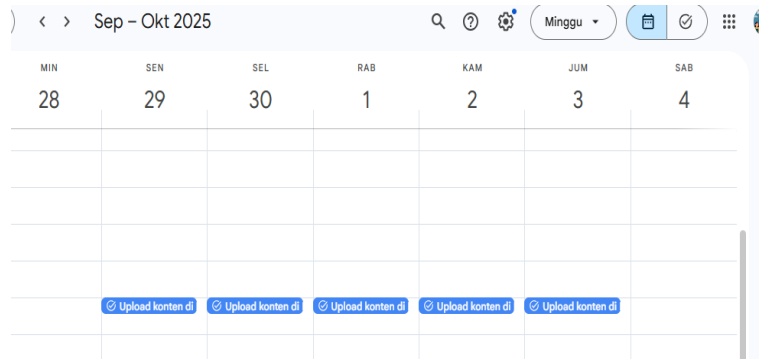 Sep – Okt 2025 Minggu
MIN SEN SEL RAB KAM JUM SAB
28 29 30 1 2 3 4
Upload konten di Upload konten di Upload konten di Upload konten di Upload konten di